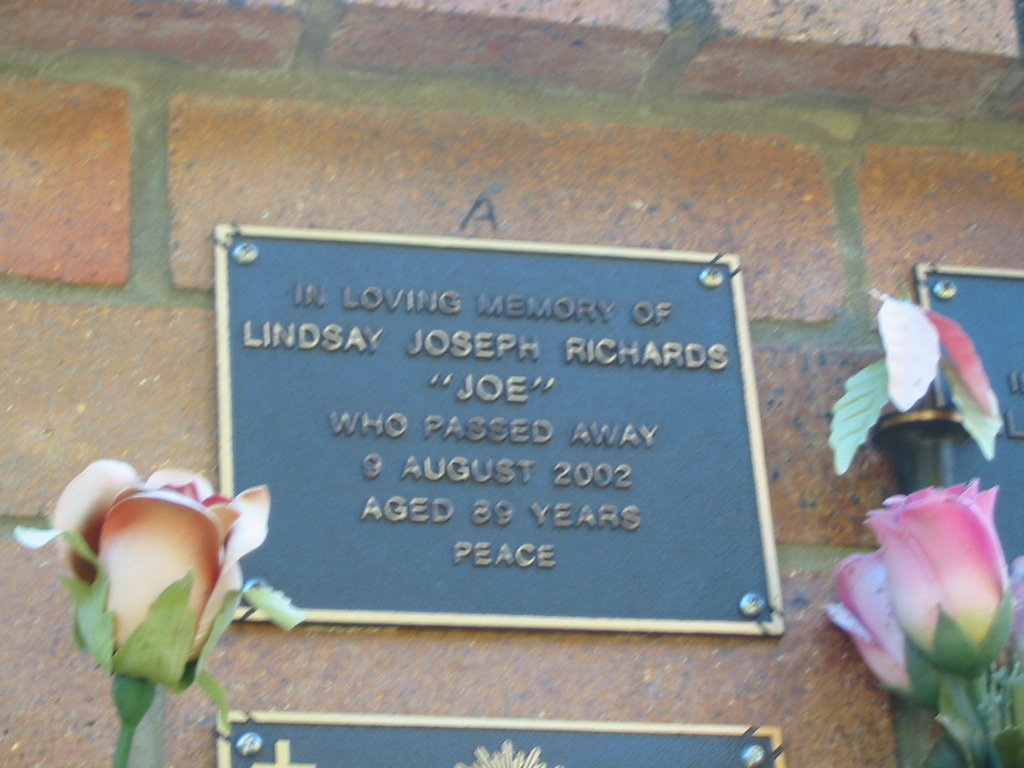 A
IN LOVING MEMORY OF
LINDSAY JOSEPH RICHARDS
"JOE"
WHO PASSED AWAY
9 AUGUST 2002
AGED 89 YEARS
PEACE